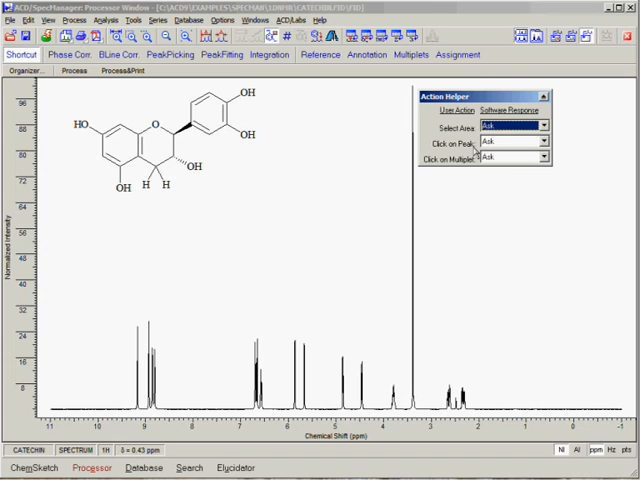 ACD/SpecManager: Processor Window - [C:\ACD9\EXAMPLES\SPECMAN\1DNMR\CATECHIN\FID\FID]
File Edit View Process Analysis Tools Series Database Options Windows ACD/Labs Help
Shortcut Phase Corr. BLine Corr. PeakPicking PeakFitting Integration Reference Annotation Multiplets Assignment
Organizer... Process Process&Print
Action Helper
User Action Software Response
Select Area: Ask
Click on Peak: Ask
Click on Multiplet: Ask
OH
HO O
OH
OH
OH H H
Normalized Intensity
96
88
80
72
64
56
48
40
32
24
16
8
11 10 9 8 7 6 5 4 3 2 1 0 -1
Chemical Shift (ppm)
CATECHIN SPECTRUM 1H δ = 0.43 ppm NI AI ppm Hz pts
ChemSketch Processor Database Search Elucidator